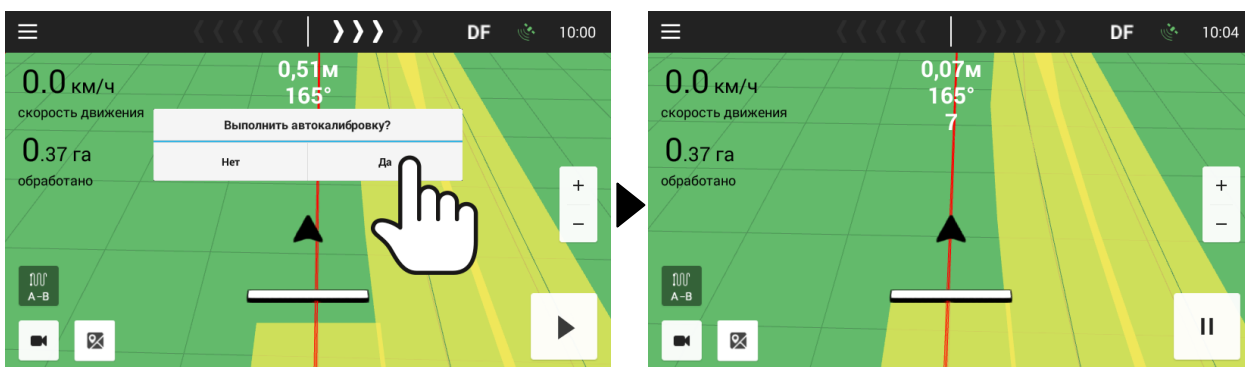 DF 10:00
0.0 км/ч
скорость движения
0,51м
165°
Выполнить автокалибровку?
Нет
Да
0.37 га
обработано
+
−
A–B
DF 10:04
0.0 км/ч
скорость движения
0,07м
165°
7
0.37 га
обработано
+
−
A–B